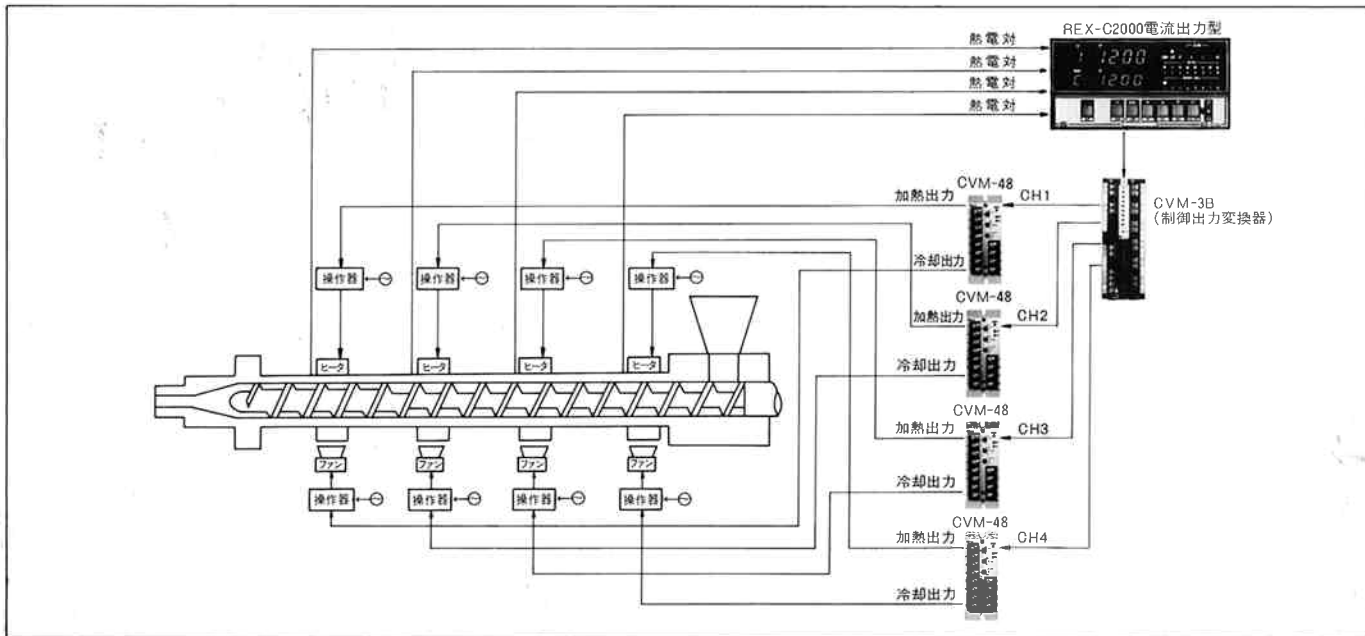 REX-C2000電流出力型
熱電対
熱電対
熱電対
熱電対
1200
1200
CVM-3B
(制御出力変換器)
CVM-48
加熱出力
CH1
冷却出力
CVM-48
加熱出力
CH2
冷却出力
CVM-48
加熱出力
CH3
冷却出力
CVM-48
加熱出力
CH4
冷却出力
操作器 操作器 操作器 操作器
ヒータ ヒータ ヒータ ヒータ
ファン ファン ファン ファン
操作器 操作器 操作器 操作器